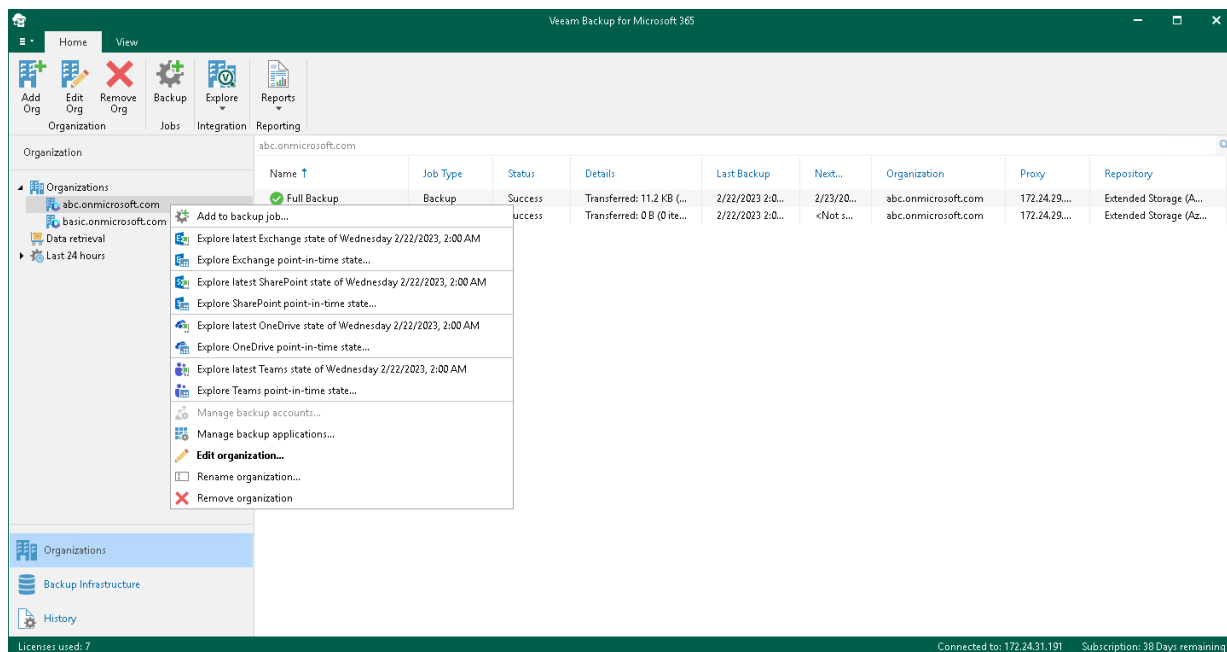 Veeam Backup for Microsoft 365
Home View
Add Org
Edit Org
Remove Org
Backup
Explore
Reports
Organization
Jobs
Integration
Reporting
Organization
Organizations
abc.onmicrosoft.com
basic.onmicrosoft.com
Data retrieval
Last 24 hours
abc.onmicrosoft.com
Name Job Type Status Details Last Backup Next... Organization Proxy Repository
Full Backup Backup Success Transferred: 11.2 KB (... 2/22/2023 2:0... 2/23/20... abc.onmicrosoft.com 172.24.29.... Extended Storage (A...
uccess Transferred: 0 B (0 ite... 2/22/2023 2:0... <Not s... abc.onmicrosoft.com 172.24.29.... Extended Storage (Az...
Add to backup job...
Explore latest Exchange state of Wednesday 2/22/2023, 2:00 AM
Explore Exchange point-in-time state...
Explore latest SharePoint state of Wednesday 2/22/2023, 2:00 AM
Explore SharePoint point-in-time state...
Explore latest OneDrive state of Wednesday 2/22/2023, 2:00 AM
Explore OneDrive point-in-time state...
Explore latest Teams state of Wednesday 2/22/2023, 2:00 AM
Explore Teams point-in-time state...
Manage backup accounts...
Manage backup applications...
Edit organization...
Rename organization...
Remove organization
Organizations
Backup Infrastructure
History
Licenses used: 7
Connected to: 172.24.31.191 Subscription: 38 Days remaining